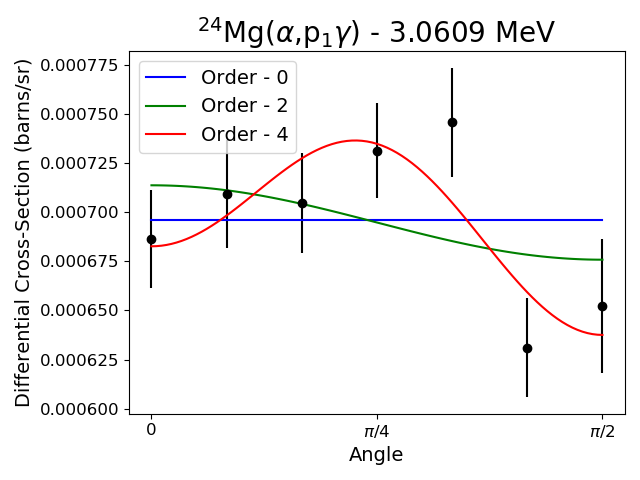 ²⁴Mg(α,p₁γ) - 3.0609 MeV
Differential Cross-Section (barns/sr)
0.000775
0.000750
0.000725
0.000700
0.000675
0.000650
0.000625
0.000600
Order - 0
Order - 2
Order - 4
0 π/4 π/2
Angle